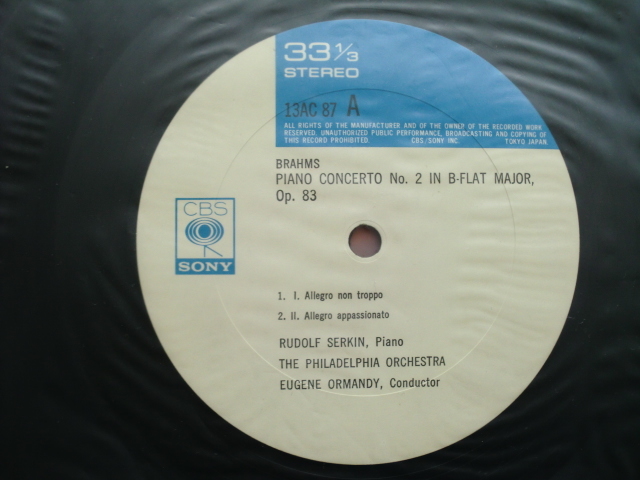 33 1/3
STEREO
13AC 87 A
ALL RIGHTS OF THE MANUFACTURER AND OF THE OWNER OF THE RECORDED WORK
RESERVED. UNAUTHORIZED PUBLIC PERFORMANCE, BROADCASTING AND COPYING OF
THIS RECORD PROHIBITED. CBS/SONY INC. TOKYO JAPAN
BRAHMS
PIANO CONCERTO No. 2 IN B-FLAT MAJOR,
Op. 83
CBS
SONY
1. I. Allegro non troppo
2. II. Allegro appassionato
RUDOLF SERKIN, Piano
THE PHILADELPHIA ORCHESTRA
EUGENE ORMANDY, Conductor